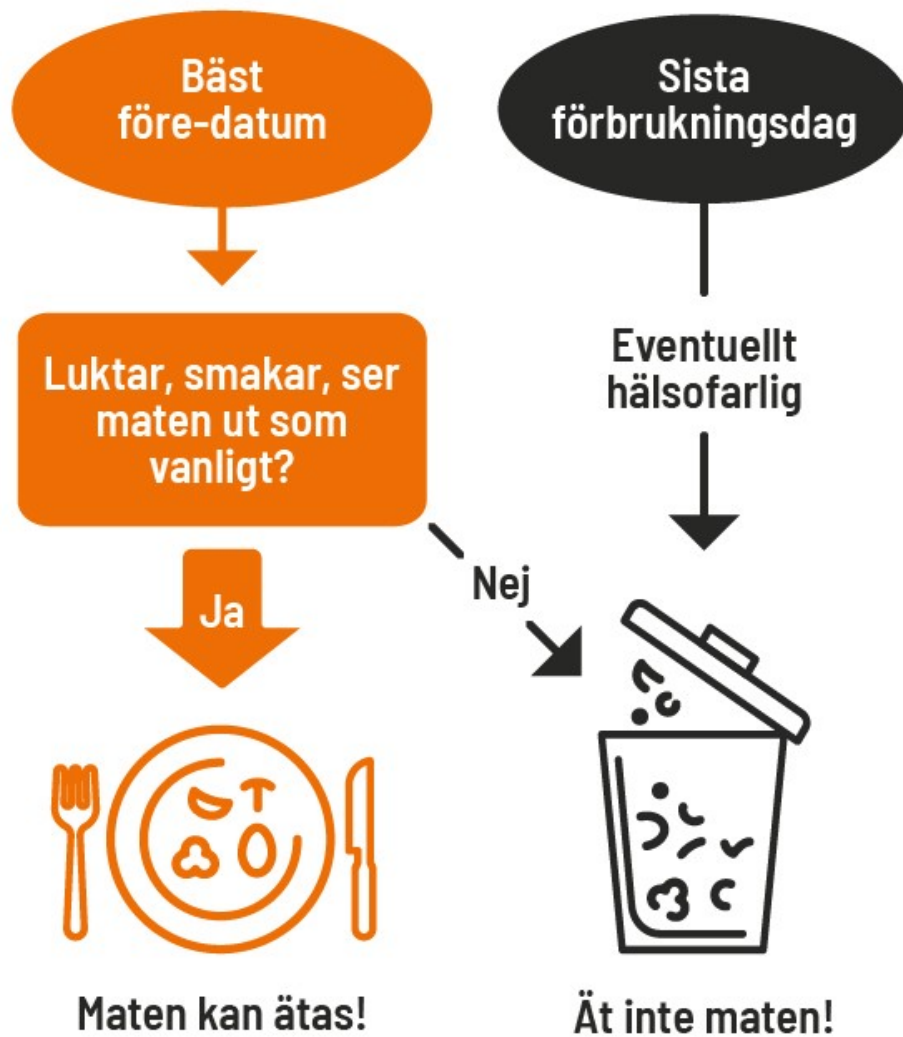 Bäst
före-datum
Sista
förbrukningsdag
Luktar, smakar, ser
maten ut som
vanligt?
Eventuellt
hälsofarlig
Ja
Nej
Maten kan ätas!
Ät inte maten!